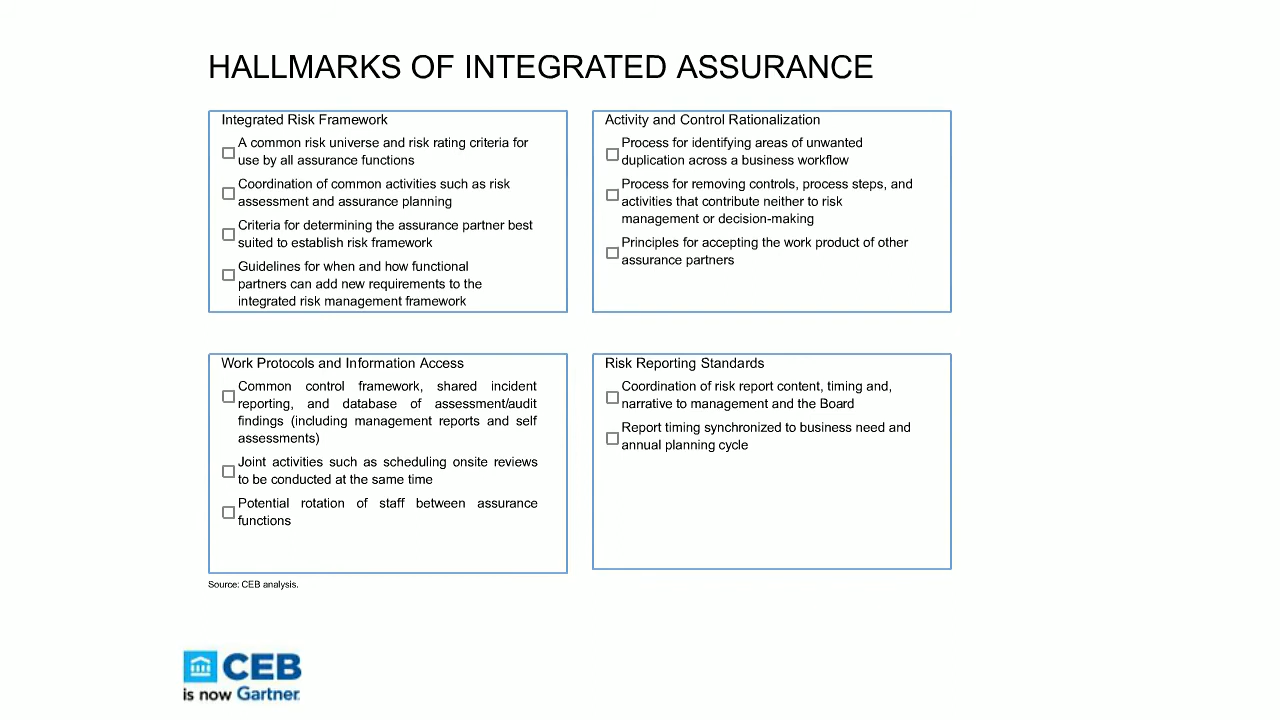 HALLMARKS OF INTEGRATED ASSURANCE
Integrated Risk Framework
A common risk universe and risk rating criteria for
use by all assurance functions
Coordination of common activities such as risk
assessment and assurance planning
Criteria for determining the assurance partner best
suited to establish risk framework
Guidelines for when and how functional
partners can add new requirements to the
integrated risk management framework
Activity and Control Rationalization
Process for identifying areas of unwanted
duplication across a business workflow
Process for removing controls, process steps, and
activities that contribute neither to risk
management or decision-making
Principles for accepting the work product of other
assurance partners
Work Protocols and Information Access
Common control framework, shared incident
reporting, and database of assessment/audit
findings (including management reports and self
assessments)
Joint activities such as scheduling onsite reviews
to be conducted at the same time
Potential rotation of staff between assurance
functions
Risk Reporting Standards
Coordination of risk report content, timing and,
narrative to management and the Board
Report timing synchronized to business need and
annual planning cycle
Source: CEB analysis.
CEB
is now Gartner